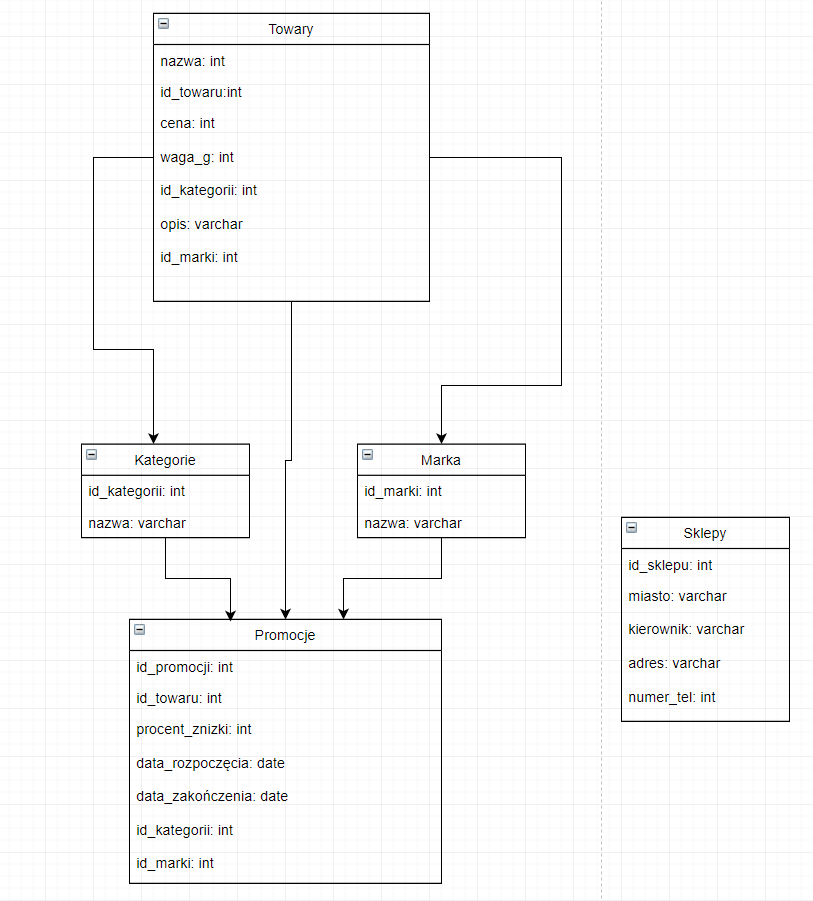 Towary
nazwa: int
id_towaru:int
cena: int
waga_g: int
id_kategorii: int
opis: varchar
id_marki: int
Kategorie
id_kategorii: int
nazwa: varchar
Marka
id_marki: int
nazwa: varchar
Sklepy
id_sklepu: int
miasto: varchar
kierownik: varchar
adres: varchar
numer_tel: int
Promocje
id_promocji: int
id_towaru: int
procent_znizki: int
data_rozpoczęcia: date
data_zakończenia: date
id_kategorii: int
id_marki: int